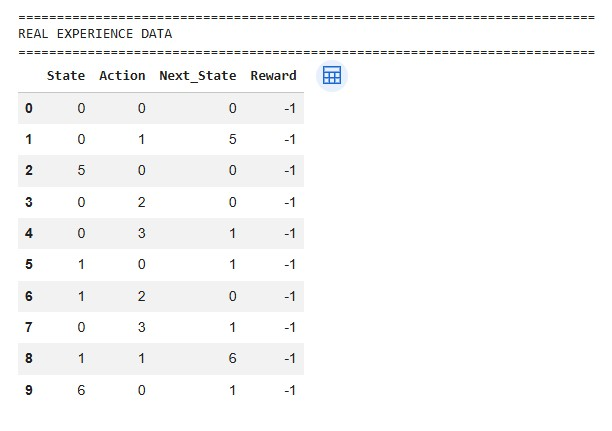 ===========================================================================
REAL EXPERIENCE DATA
===========================================================================
State Action Next_State Reward
0 0 0 0 -1
1 0 1 5 -1
2 5 0 0 -1
3 0 2 0 -1
4 0 3 1 -1
5 1 0 1 -1
6 1 2 0 -1
7 0 3 1 -1
8 1 1 6 -1
9 6 0 1 -1